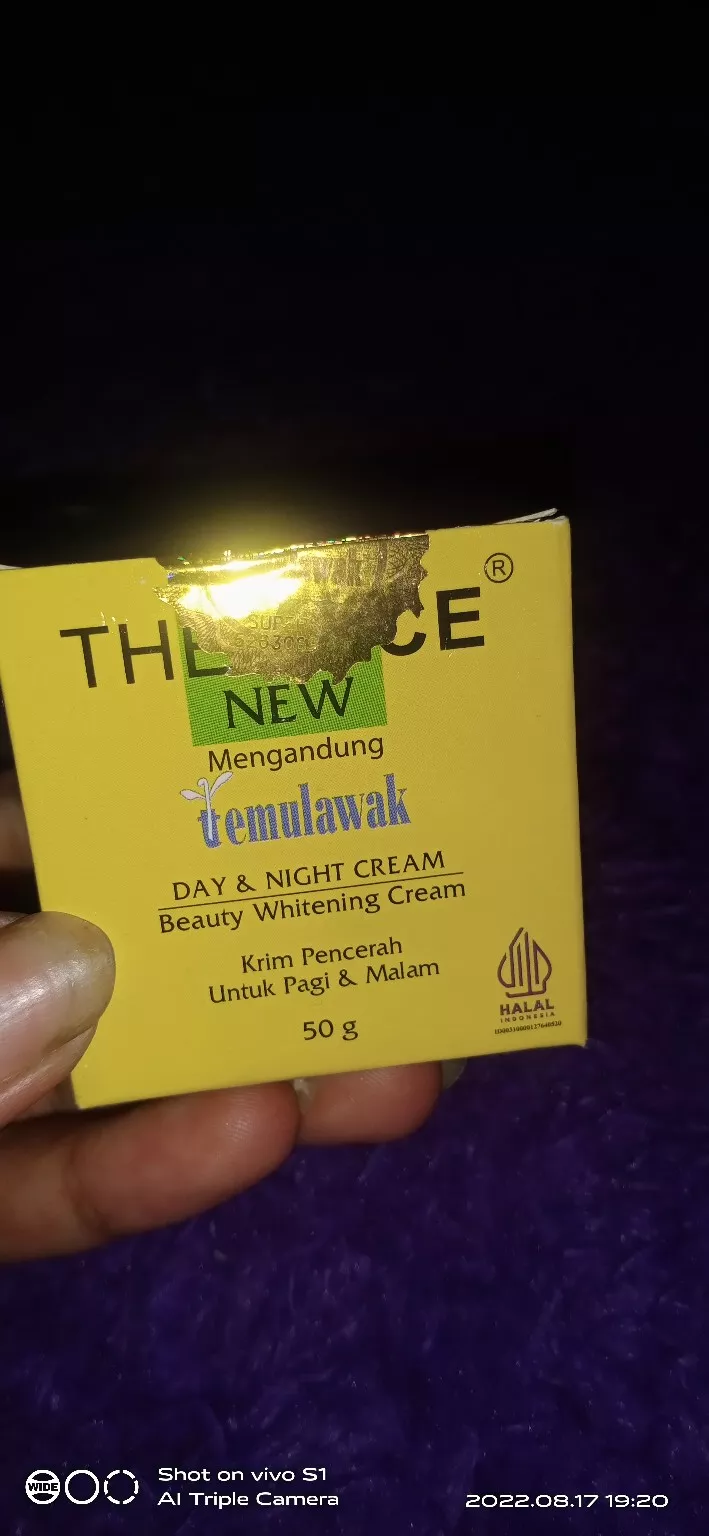 THE CE ®
NEW
Mengandung
temulawak
DAY & NIGHT CREAM
Beauty Whitening Cream
Krim Pencerah
Untuk Pagi & Malam
50 g
HALAL
INDONESIA
WIDE
Shot on vivo S1
AI Triple Camera
2022.08.17 19:20